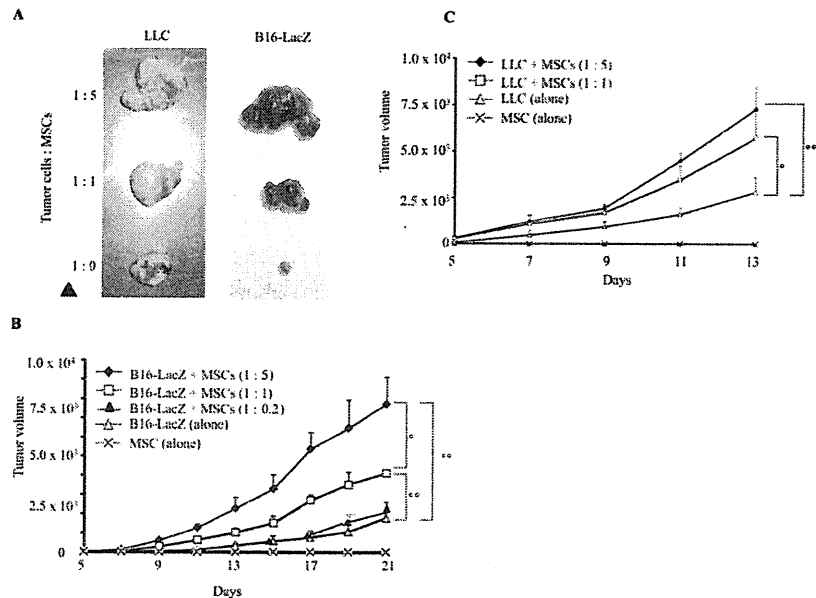 A
LLC
B16-LacZ
Tumor cells : MSCs
1 : 5
1 : 1
1 : 0
C
Tumor volume
1.0 x 10⁴
7.5 x 10³
5.0 x 10³
2.5 x 10³
0
LLC + MSCs (1 : 5)
LLC + MSCs (1 : 1)
LLC (alone)
MSC (alone)
5 7 9 11 13
Days
B
Tumor volume
1.0 x 10⁴
7.5 x 10³
5.0 x 10³
2.5 x 10³
0
B16-LacZ + MSCs (1 : 5)
B16-LacZ + MSCs (1 : 1)
B16-LacZ + MSCs (1 : 0.2)
B16-LacZ (alone)
MSC (alone)
5 9 13 17 21
Days